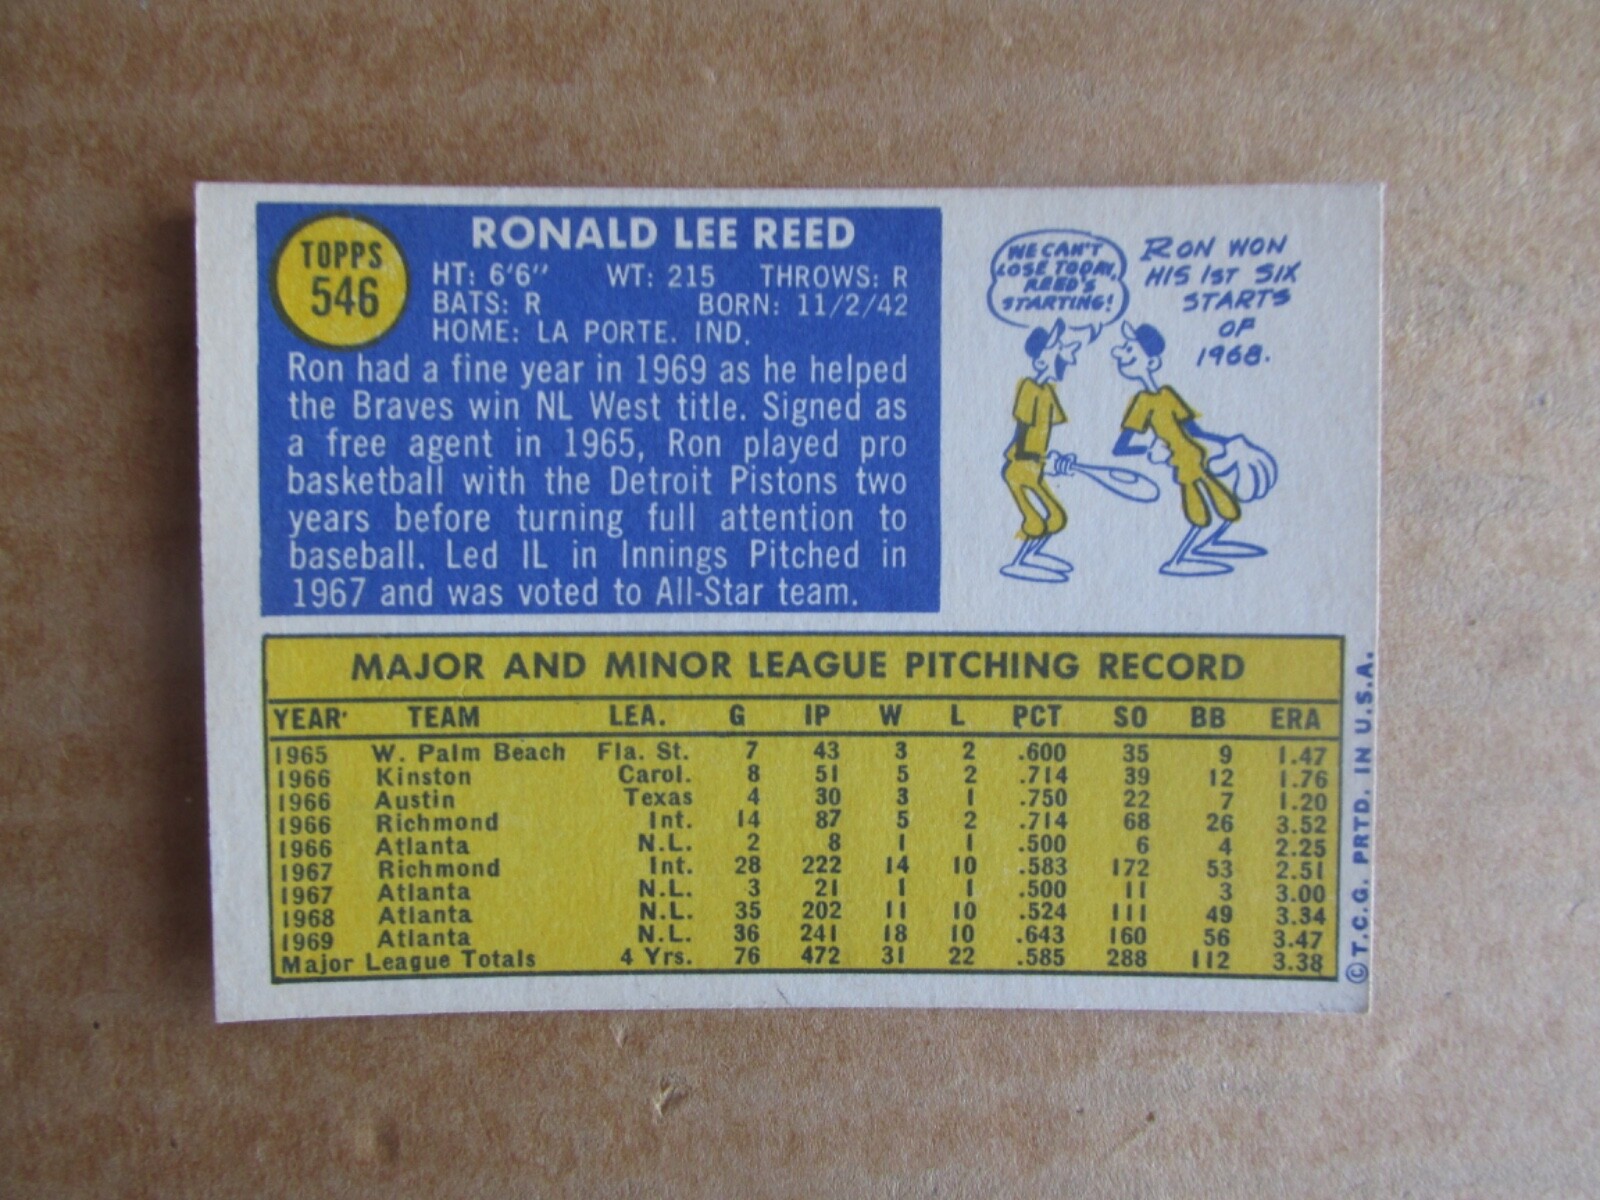 TOPPS
546
RONALD LEE REED
HT: 6'6" WT: 215 THROWS: R
BATS: R BORN: 11/2/42
HOME: LA PORTE. IND.
Ron had a fine year in 1969 as he helped
the Braves win NL West title. Signed as
a free agent in 1965, Ron played pro
basketball with the Detroit Pistons two
years before turning full attention to
baseball. Led IL in Innings Pitched in
1967 and was voted to All-Star team.
WE CAN'T
LOSE TODAY,
REED'S
STARTING!
RON WON
HIS 1ST SIX
STARTS
OF
1968.
MAJOR AND MINOR LEAGUE PITCHING RECORD
YEAR TEAM LEA. G IP W L PCT SO BB ERA
1965 W. Palm Beach Fla. St. 7 43 3 2 .600 35 9 1.47
1966 Kinston Carol. 8 51 5 2 .714 39 12 1.76
1966 Austin Texas 4 30 3 1 .750 22 7 1.20
1966 Richmond Int. 14 87 5 2 .714 68 26 3.52
1966 Atlanta N.L. 2 8 1 1 .500 6 4 2.25
1967 Richmond Int. 28 222 14 10 .583 172 53 2.51
1967 Atlanta N.L. 3 21 1 1 .500 11 3 3.00
1968 Atlanta N.L. 35 202 11 10 .524 111 49 3.34
1969 Atlanta N.L. 36 241 18 10 .643 160 56 3.47
Major League Totals 4 Yrs. 76 472 31 22 .585 288 112 3.38
© T.C.G. PRTD. IN U.S.A.